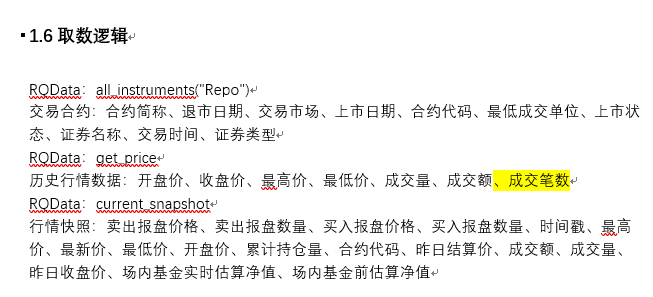 1.6 取数逻辑
RQData：all_instruments("Repo")
交易合约：合约简称、退市日期、交易市场、上市日期、合约代码、最低成交单位、上市状
态、证券名称、交易时间、证券类型
RQData：get_price
历史行情数据：开盘价、收盘价、最高价、最低价、成交量、成交额、成交笔数
RQData：current_snapshot
行情快照：卖出报盘价格、卖出报盘数量、买入报盘价格、买入报盘数量、时间戳、最高
价、最新价、最低价、开盘价、累计持仓量、合约代码、昨日结算价、成交额、成交量、
昨日收盘价、场内基金实时估算净值、场内基金前估算净值